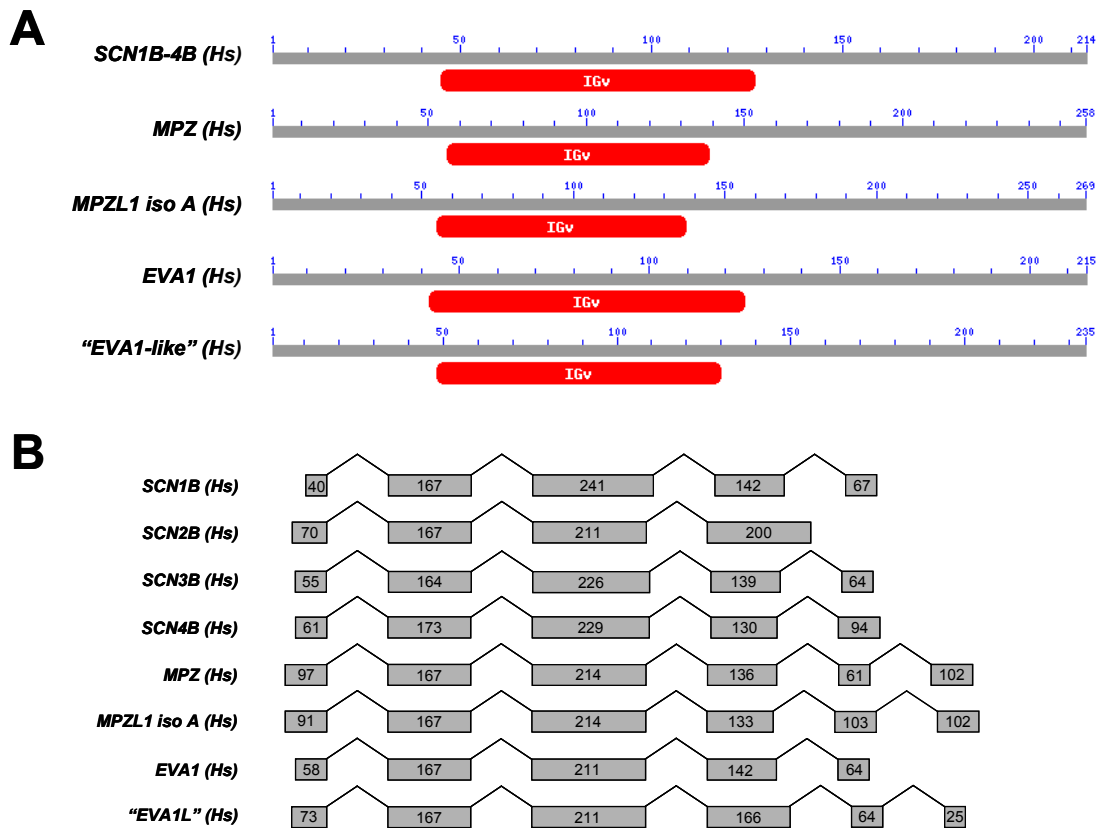 A
SCN1B-4B (Hs)
1 50 100 150 200 214
IGv
MPZ (Hs)
1 50 100 150 200 258
IGv
MPZL1 iso A (Hs)
1 50 100 150 200 250 269
IGv
EVA1 (Hs)
1 50 100 150 200 215
IGv
“EVA1-like” (Hs)
1 50 100 150 200 235
IGv
B
SCN1B (Hs) 40 167 241 142 67
SCN2B (Hs) 70 167 211 200
SCN3B (Hs) 55 164 226 139 64
SCN4B (Hs) 61 173 229 130 94
MPZ (Hs) 97 167 214 136 61 102
MPZL1 iso A (Hs) 91 167 214 133 103 102
EVA1 (Hs) 58 167 211 142 64
“EVA1L” (Hs) 73 167 211 166 64 25